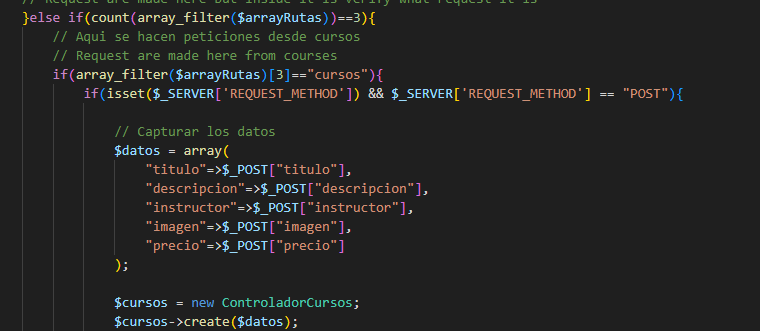 // Request are made here but inside it is verify what request it is
}else if(count(array_filter($arrayRutas))==3){
// Aqui se hacen peticiones desde cursos
// Request are made here from courses
if(array_filter($arrayRutas)[3]=="cursos"){
if(isset($_SERVER['REQUEST_METHOD']) && $_SERVER['REQUEST_METHOD'] == "POST"){
// Capturar los datos
$datos = array(
"titulo"=>$_POST["titulo"],
"descripcion"=>$_POST["descripcion"],
"instructor"=>$_POST["instructor"],
"imagen"=>$_POST["imagen"],
"precio"=>$_POST["precio"]
);
$cursos = new ControladorCursos;
$cursos->create($datos);